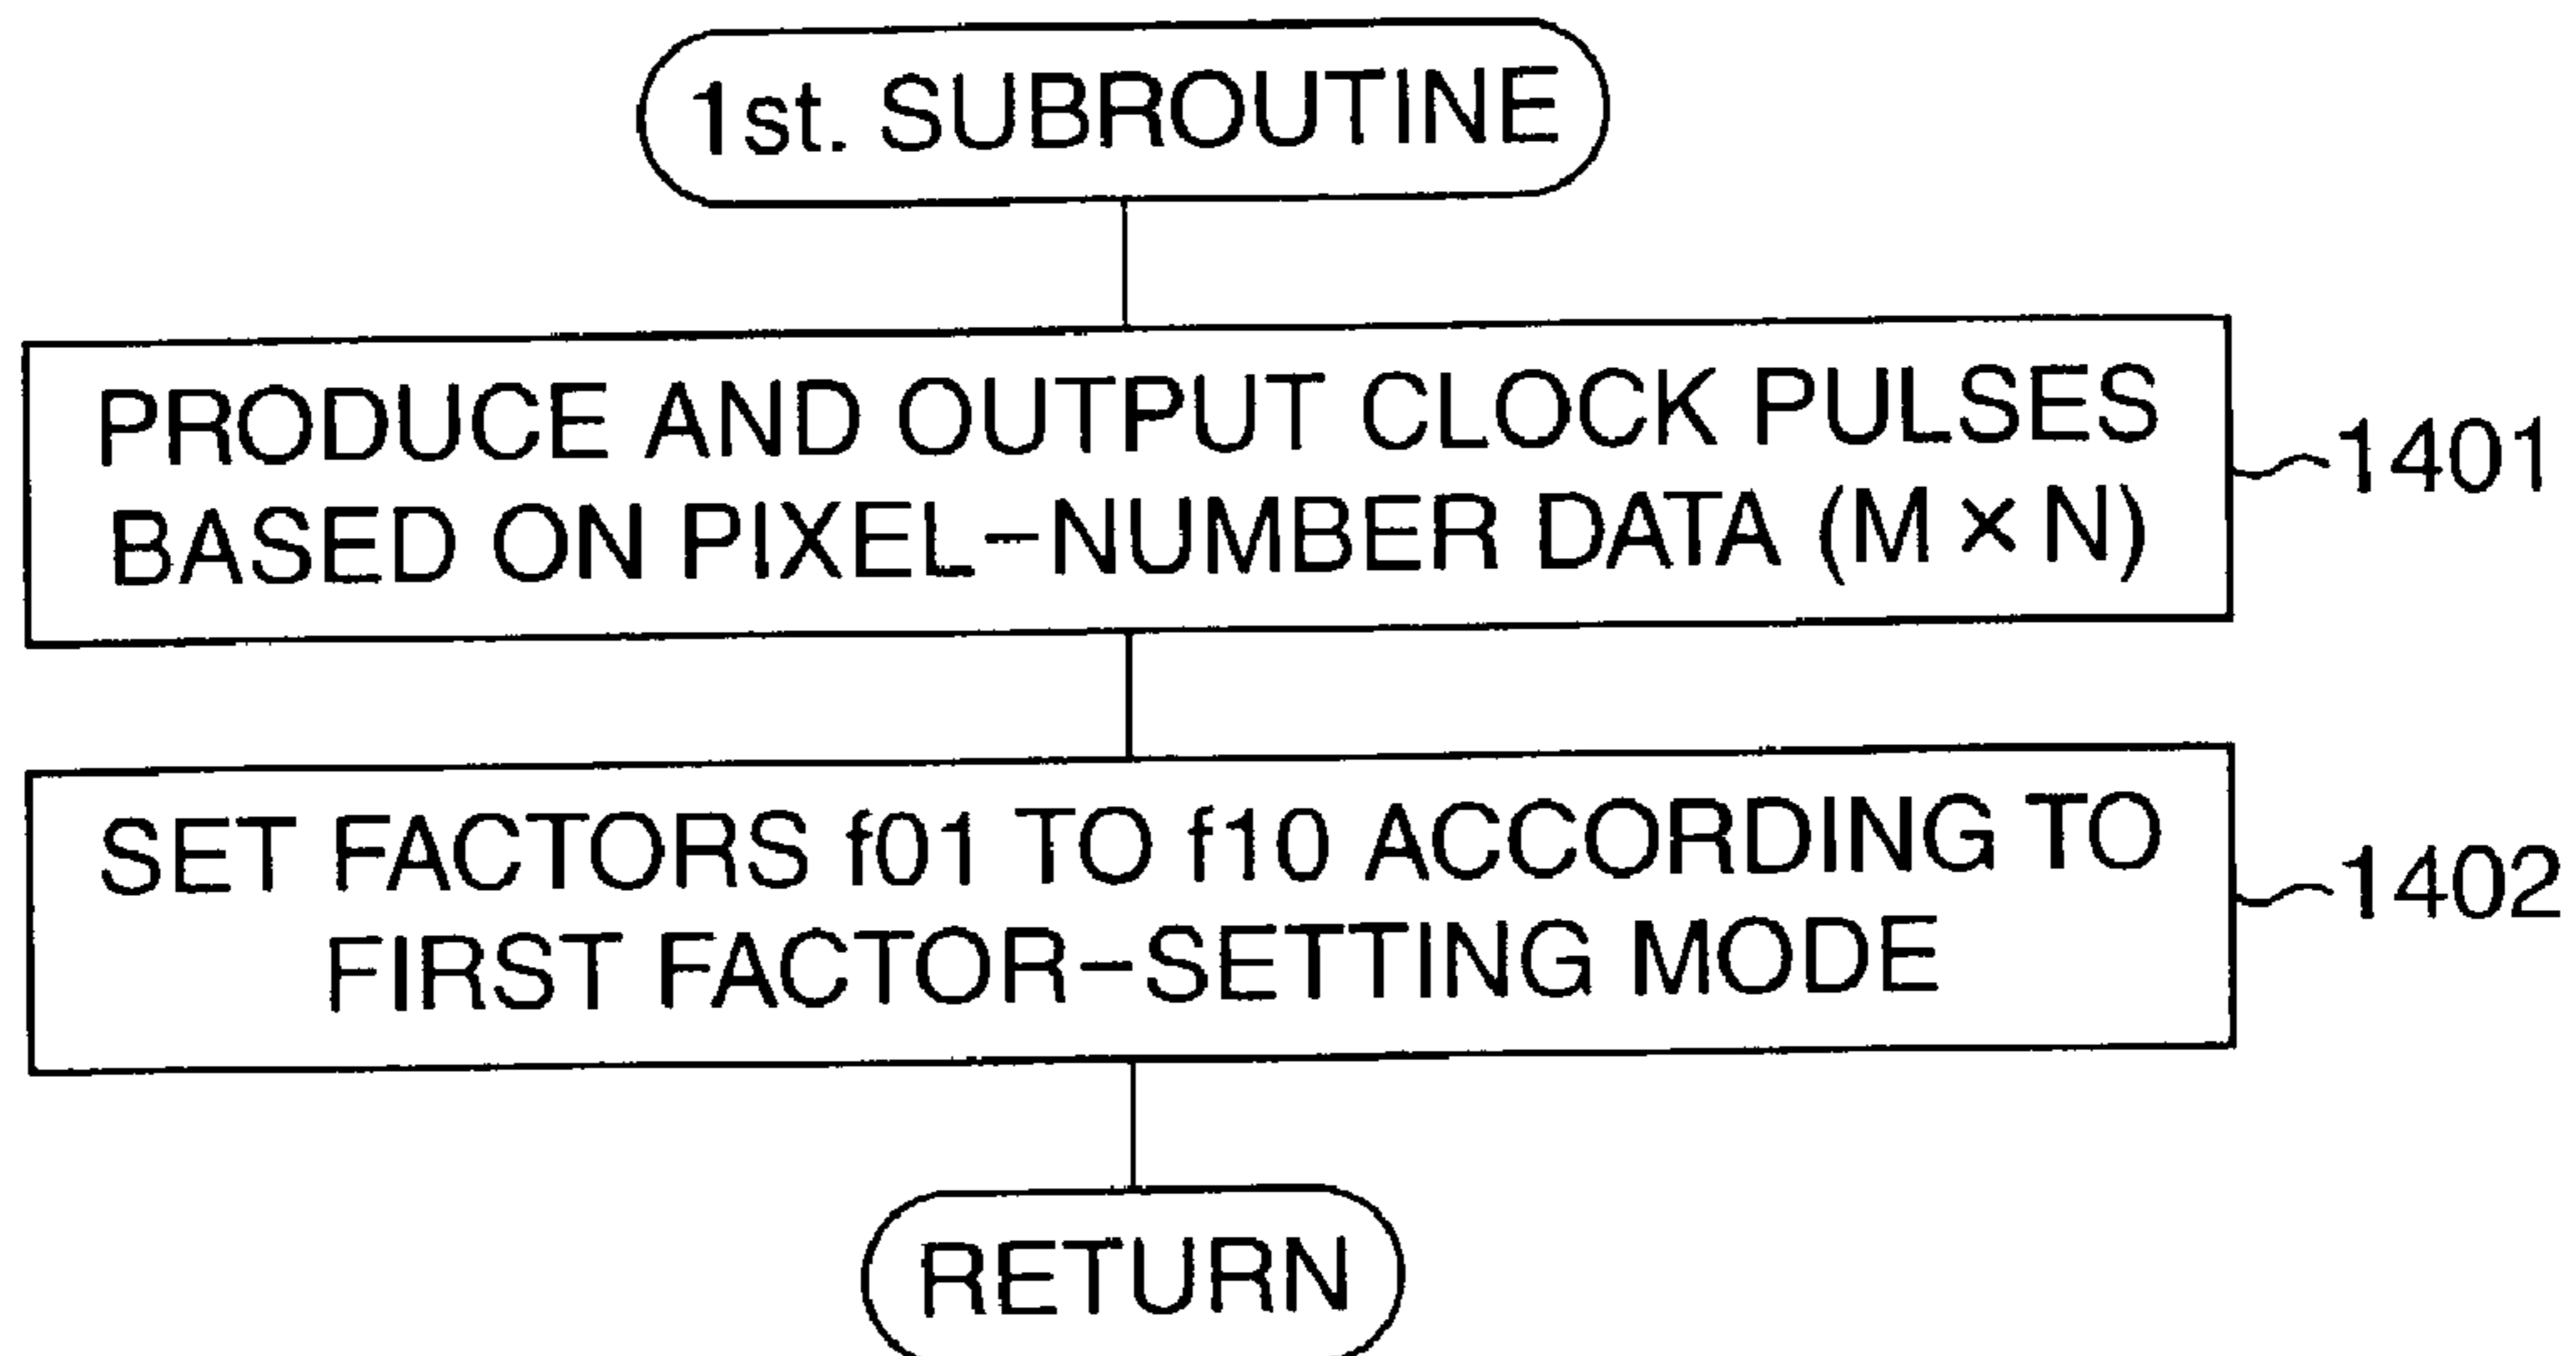 1st. SUBROUTINE
PRODUCE AND OUTPUT CLOCK PULSES
BASED ON PIXEL-NUMBER DATA (M × N)
1401
SET FACTORS f01 TO f10 ACCORDING TO
FIRST FACTOR-SETTING MODE
1402
RETURN